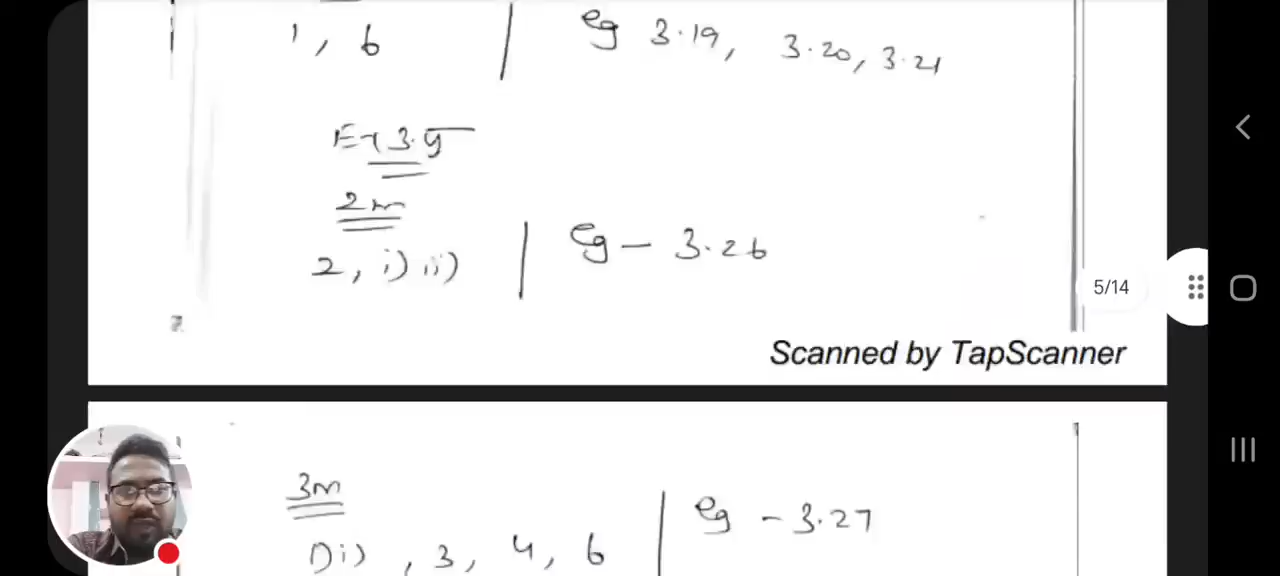 1, 6 | eg 3.19, 3.20, 3.21
Ex 3.5
2m
2, i) ii) | eg - 3.26
5/14
Scanned by TapScanner
3m
1) i), 3, 4, 6 | eg - 3.27